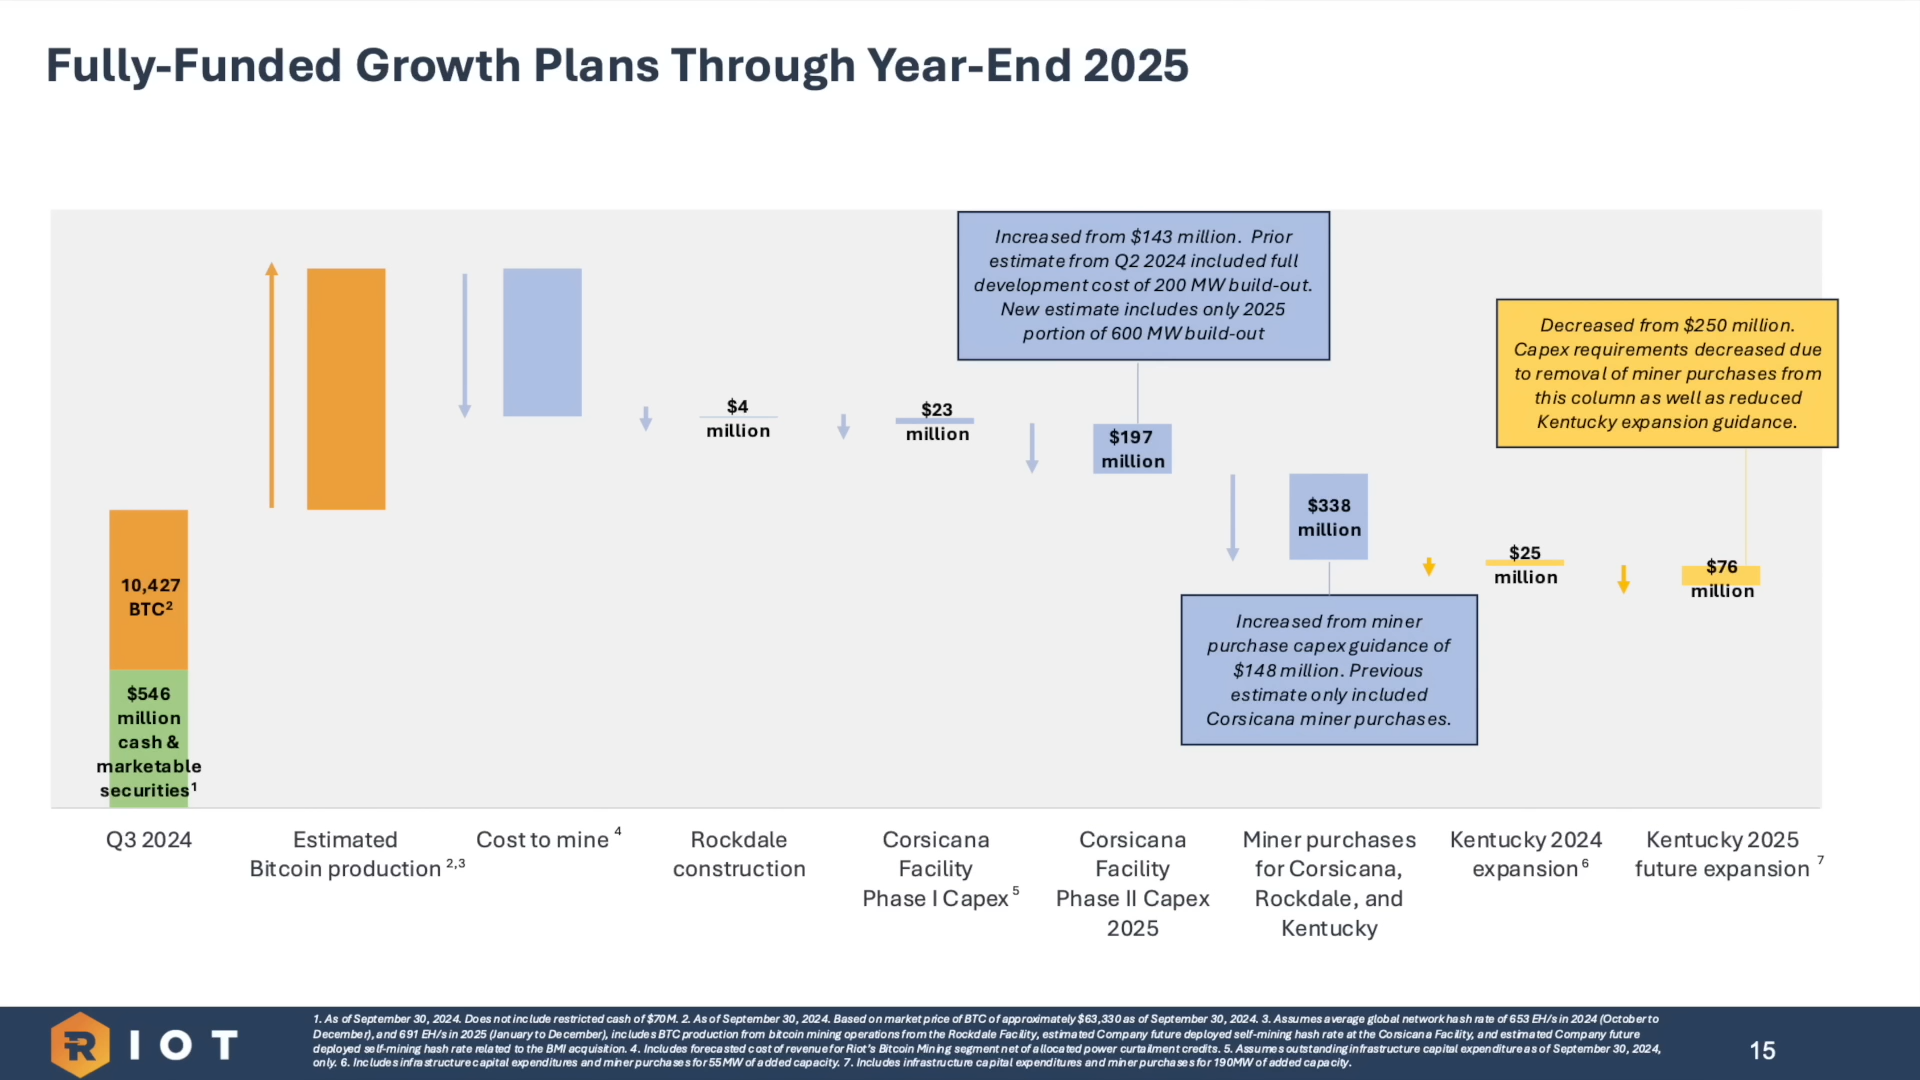 Fully-Funded Growth Plans Through Year-End 2025
Increased from $143 million. Prior
estimate from Q2 2024 included full
development cost of 200 MW build-out.
New estimate includes only 2025
portion of 600 MW build-out
Decreased from $250 million.
Capex requirements decreased due
to removal of miner purchases from
this column as well as reduced
Kentucky expansion guidance.
$4
million
$23
million
$197
million
$338
million
$25
million
$76
million
10,427
BTC²
$546
million
cash &
marketable
securities¹
Increased from miner
purchase capex guidance of
$148 million. Previous
estimate only included
Corsicana miner purchases.
Q3 2024
Estimated
Bitcoin production ²,³
Cost to mine ⁴
Rockdale
construction
Corsicana
Facility
Phase I Capex ⁵
Corsicana
Facility
Phase II Capex
2025
Miner purchases
for Corsicana,
Rockdale, and
Kentucky
Kentucky 2024
expansion ⁶
Kentucky 2025
future expansion ⁷
RIOT
1. As of September 30, 2024. Does not include restricted cash of $70M. 2. As of September 30, 2024. Based on market price of BTC of approximately $63,330 as of September 30, 2024. 3. Assumes average global network hash rate of 653 EH/s in 2024 (October to
December), and 691 EH/s in 2025 (January to December), includes BTC production from bitcoin mining operations from the Rockdale Facility, estimated Company future deployed self-mining hash rate at the Corsicana Facility, and estimated Company future
deployed self-mining hash rate related to the BMI acquisition. 4. Includes forecasted cost of revenue for Riot's Bitcoin Mining segment net of allocated power curtailment credits. 5. Assumes outstanding infrastructure capital expenditure as of September 30, 2024,
only. 6. Includes infrastructure capital expenditures and miner purchases for 55MW of added capacity. 7. Includes infrastructure capital expenditures and miner purchases for 190MW of added capacity.
15